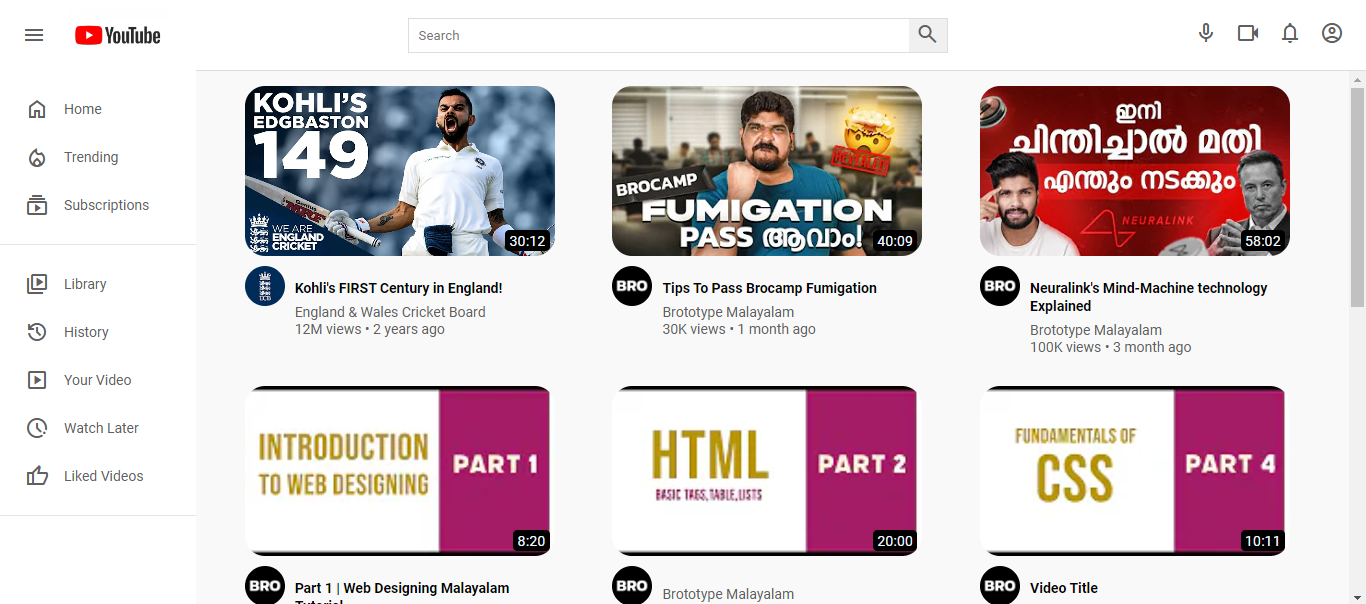 YouTube
Search
Home
Trending
Subscriptions
Library
History
Your Video
Watch Later
Liked Videos
KOHLI'S
EDGBASTON
149
WE ARE
ENGLAND
CRICKET
30:12
Kohli's FIRST Century in England!
England & Wales Cricket Board
12M views • 2 years ago
BROCAMP
FUMIGATION
PASS ആവാം!
40:09
BRO
Tips To Pass Brocamp Fumigation
Brototype Malayalam
30K views • 1 month ago
ഇനി
ചിന്തിച്ചാൽ മതി
എന്തും നടക്കും
NEURALINK
58:02
BRO
Neuralink's Mind-Machine technology
Explained
Brototype Malayalam
100K views • 3 month ago
INTRODUCTION
TO WEB DESIGNING
PART 1
8:20
BRO
Part 1 | Web Designing Malayalam
Tutorial
HTML
BASIC TAGS, TABLE, LISTS
PART 2
20:00
BRO
Brototype Malayalam
FUNDAMENTALS OF
CSS
PART 4
10:11
BRO
Video Title